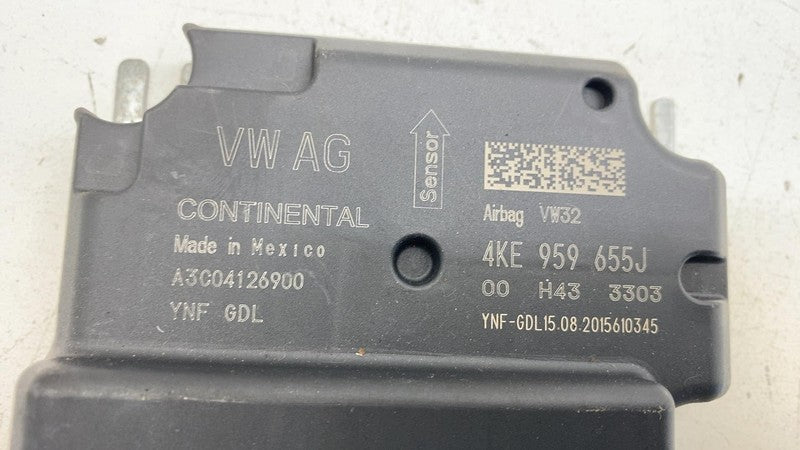 VW AG
CONTINENTAL
Made in Mexico
A3C04126900
YNF GDL
Sensor
Airbag VW32
4KE 959 655J
00 H43 3303
YNF-GDL15.08.2015610345